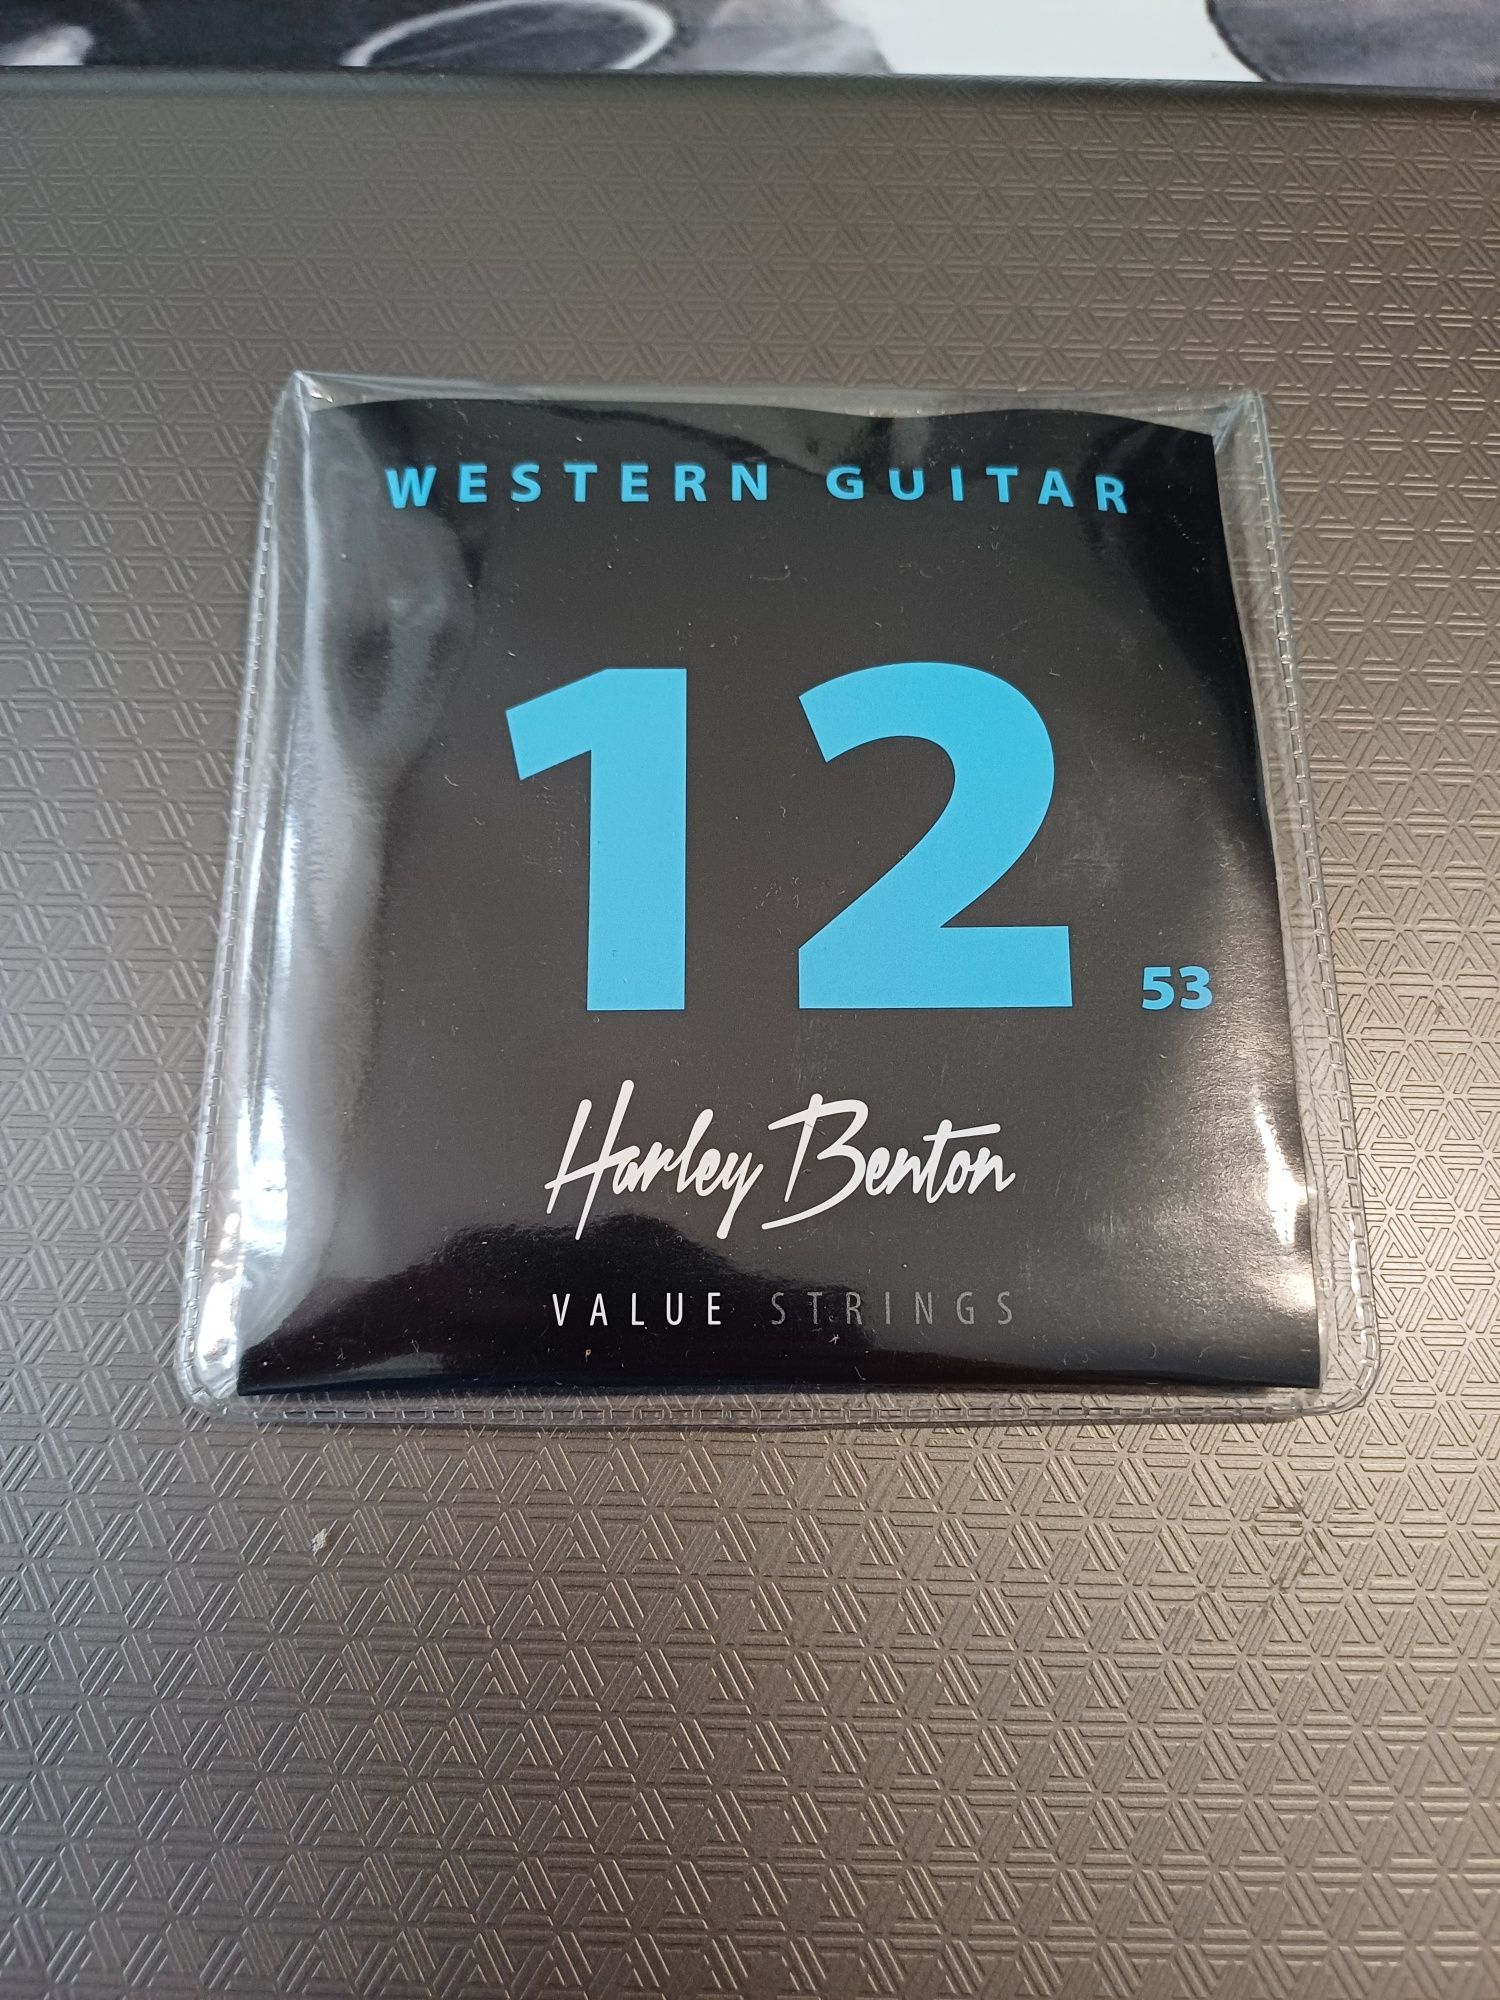 WESTERN GUITAR
12 53
Harley Benton
VALUE STRINGS